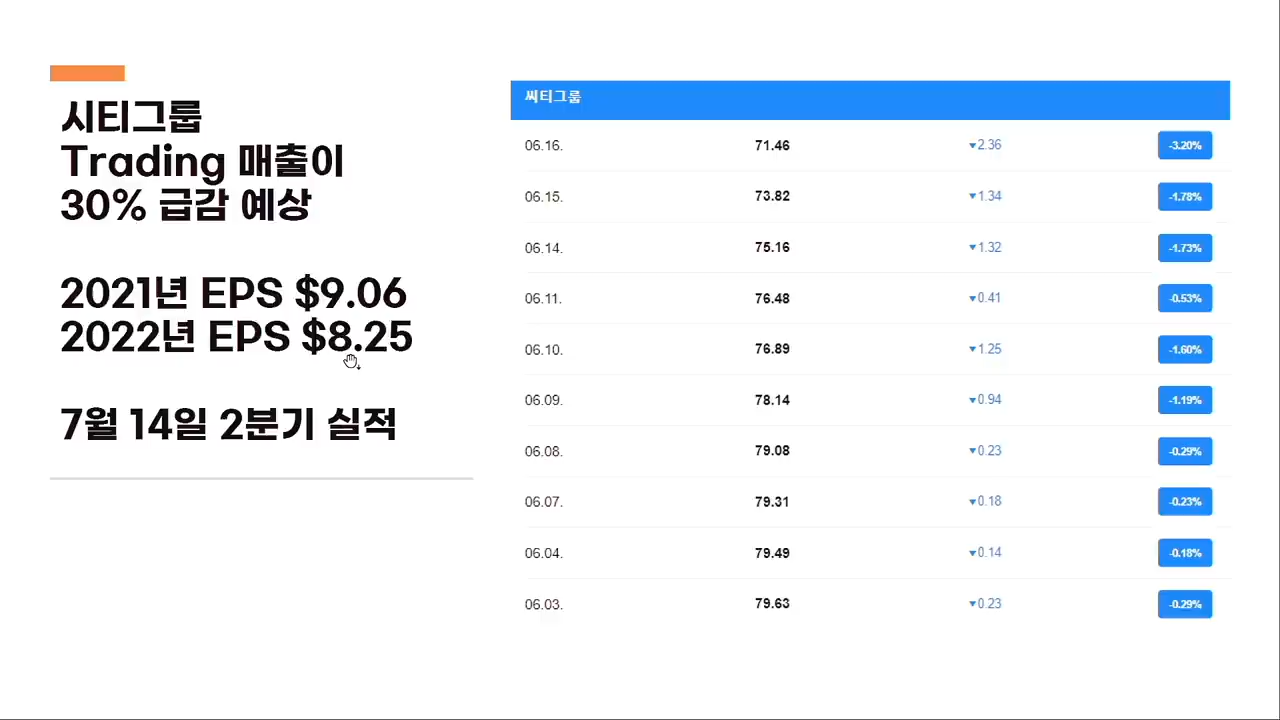 시티그룹
Trading 매출이
30% 급감 예상
2021년 EPS $9.06
2022년 EPS $8.25
7월 14일 2분기 실적
씨티그룹
06.16. 71.46 ▼2.36 -3.20%
06.15. 73.82 ▼1.34 -1.78%
06.14. 75.16 ▼1.32 -1.73%
06.11. 76.48 ▼0.41 -0.53%
06.10. 76.89 ▼1.25 -1.60%
06.09. 78.14 ▼0.94 -1.19%
06.08. 79.08 ▼0.23 -0.29%
06.07. 79.31 ▼0.18 -0.23%
06.04. 79.49 ▼0.14 -0.18%
06.03. 79.63 ▼0.23 -0.29%